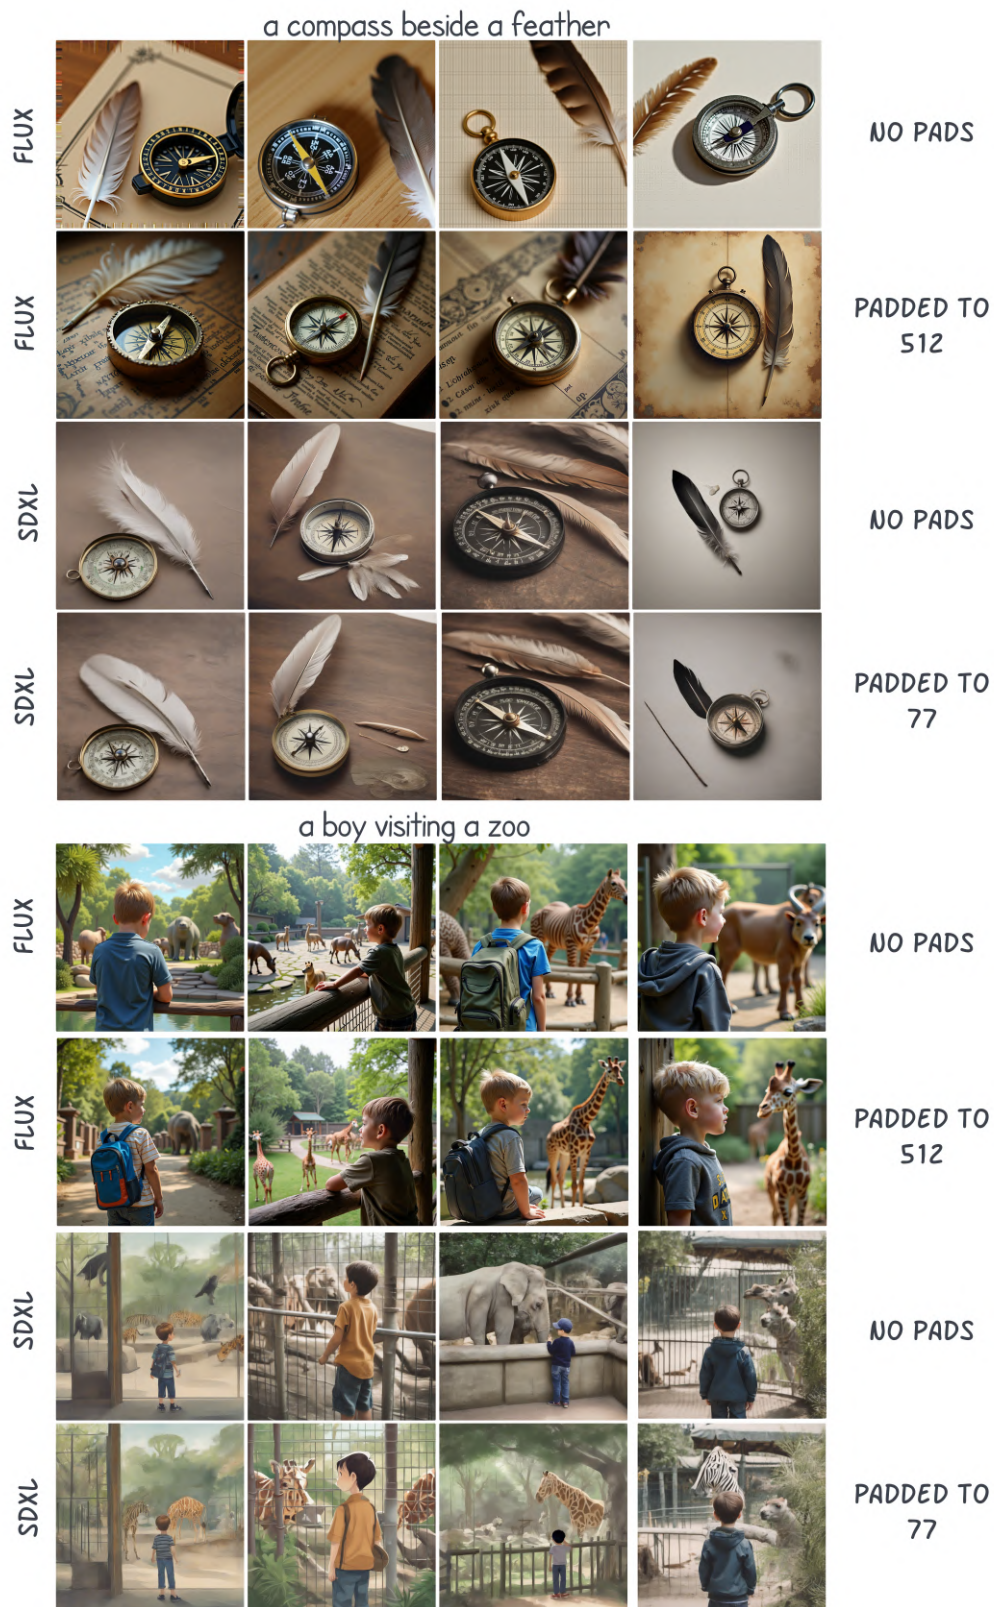 a compass beside a feather
FLUX
NO PADS
FLUX
PADDED TO
512
SDXL
NO PADS
SDXL
PADDED TO
77
a boy visiting a zoo
FLUX
NO PADS
FLUX
PADDED TO
512
SDXL
NO PADS
SDXL
PADDED TO
77